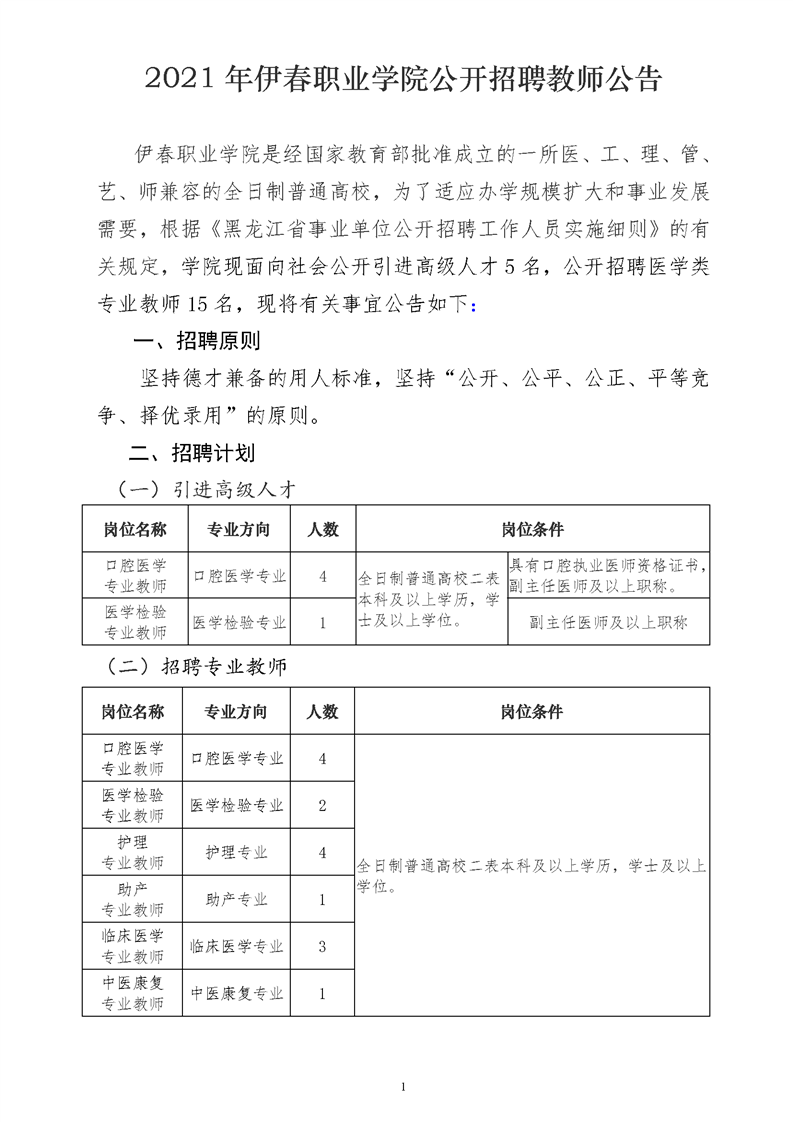 2021 年伊春职业学院公开招聘教师公告
伊春职业学院是经国家教育部批准成立的一所医、工、理、管、
艺、师兼容的全日制普通高校，为了适应办学规模扩大和事业发展
需要，根据《黑龙江省事业单位公开招聘工作人员实施细则》的有
关规定，学院现面向社会公开引进高级人才 5 名，公开招聘医学类
专业教师 15 名，现将有关事宜公告如下：
一、招聘原则
坚持德才兼备的用人标准，坚持“公开、公平、公正、平等竞
争、择优录用”的原则。
二、招聘计划
（一）引进高级人才
岗位名称 专业方向 人数 岗位条件
口腔医学
专业教师
口腔医学专业 4
全日制普通高校二表
本科及以上学历，学
士及以上学位。
具有口腔执业医师资格证书，
副主任医师及以上职称。
医学检验
专业教师
医学检验专业 1
副主任医师及以上职称
（二）招聘专业教师
岗位名称 专业方向 人数 岗位条件
口腔医学
专业教师
口腔医学专业 4
医学检验
专业教师
医学检验专业 2
护理
专业教师
护理专业 4
全日制普通高校二表本科及以上学历，学士及以上
学位。
助产
专业教师
助产专业 1
临床医学
专业教师
临床医学专业 3
中医康复
专业教师
中医康复专业 1
1